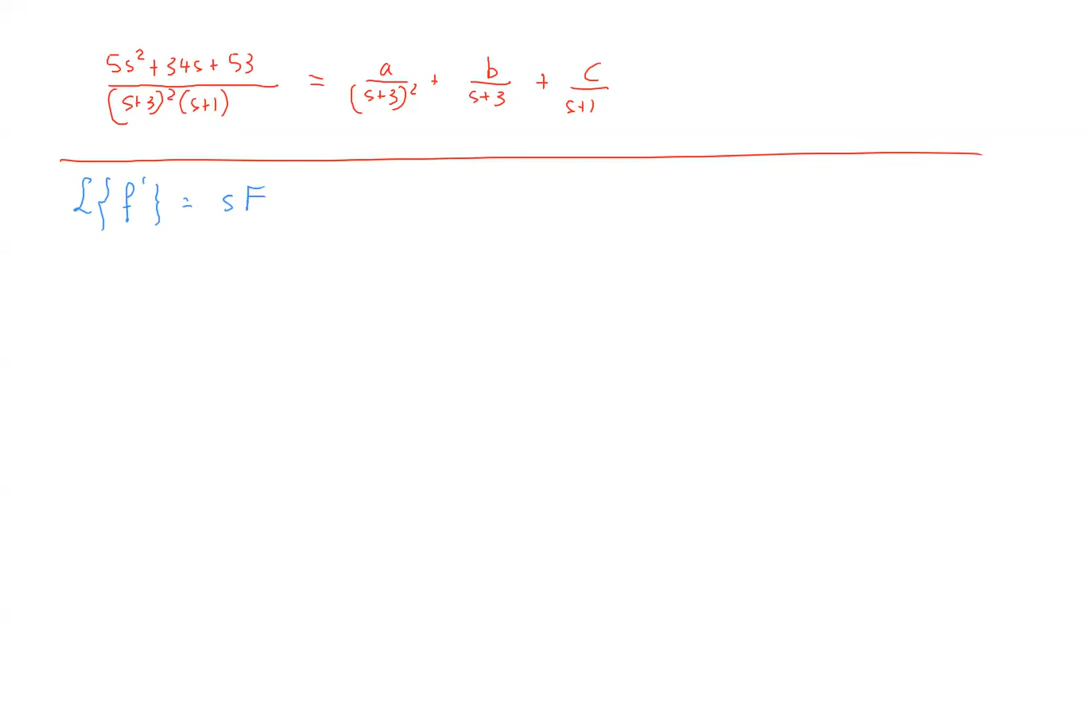 5s²+34s+53 / (s+3)²(s+1) = a/(s+3)² + b/s+3 + c/s+1
L{f'} = sF